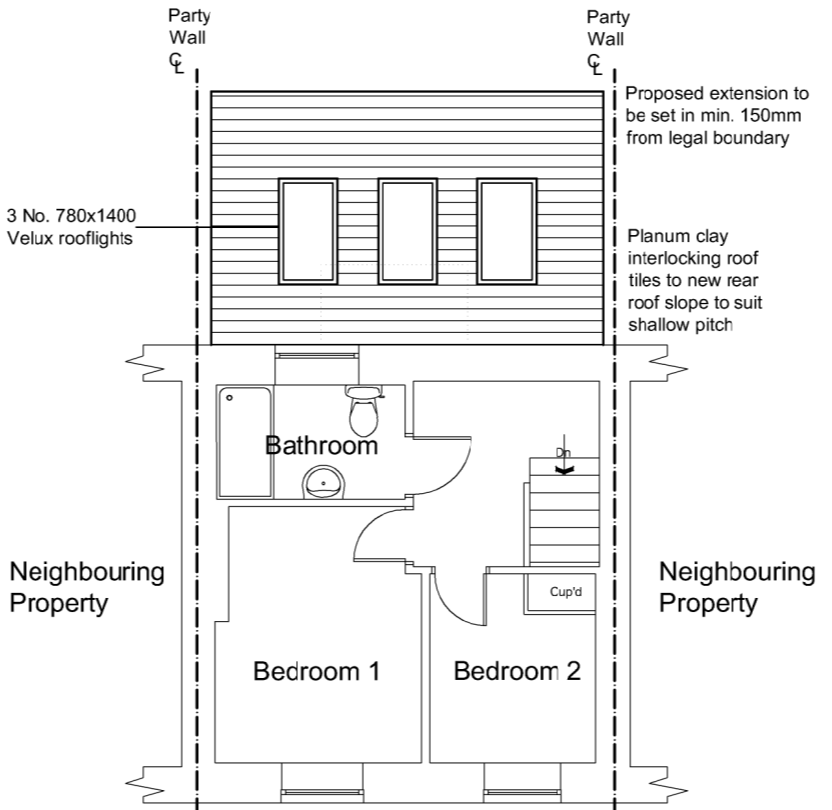 Party
Wall
℄
Party
Wall
℄
Proposed extension to
be set in min. 150mm
from legal boundary
3 No. 780x1400
Velux rooflights
Planum clay
interlocking roof
tiles to new rear
roof slope to suit
shallow pitch
Bathroom
Dn
Neighbouring
Property
Cup'd
Neighbouring
Property
Bedroom 1
Bedroom 2